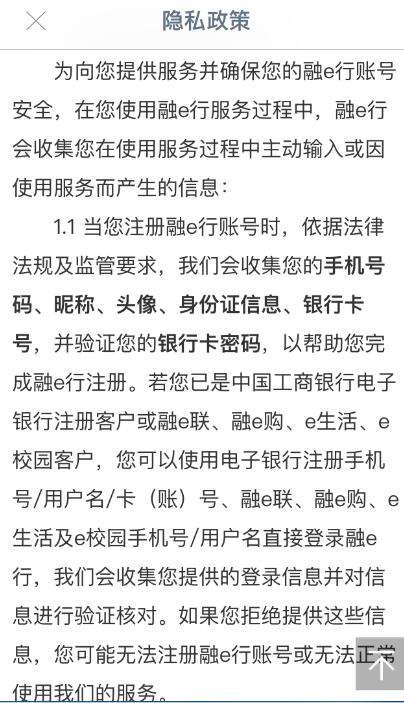 隐私政策
为向您提供服务并确保您的融e行账号
安全，在您使用融e行服务过程中，融e行
会收集您在使用服务过程中主动输入或因
使用服务而产生的信息：
1.1 当您注册融e行账号时，依据法律
法规及监管要求，我们会收集您的手机号
码、昵称、头像、身份证信息、银行卡
号，并验证您的银行卡密码，以帮助您完
成融e行注册。若您已是中国工商银行电子
银行注册客户或融e联、融e购、e生活、e
校园客户，您可以使用电子银行注册手机
号/用户名/卡（账）号、融e联、融e购、e
生活及e校园手机号/用户名直接登录融e
行，我们会收集您提供的登录信息并对信
息进行验证核对。如果您拒绝提供这些信
息，您可能无法注册融e行账号或无法正常
使用我们的服务。